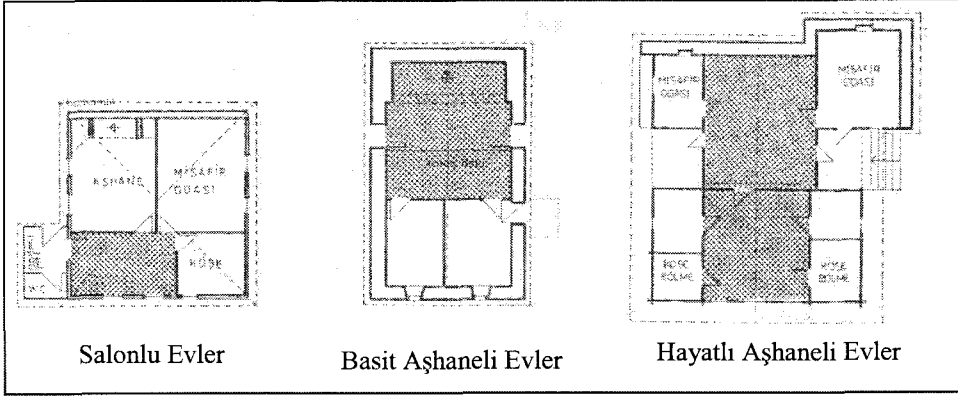 AŞHANE
MİSAFİR
ODASI
KÖŞE
W.C
Salonlu Evler
Basit Aşhaneli Evler
MİSAFİR
ODASI
MİSAFİR
ODASI
KÖŞE
BÖLME
KÖŞE
BÖLME
Hayatlı Aşhaneli Evler